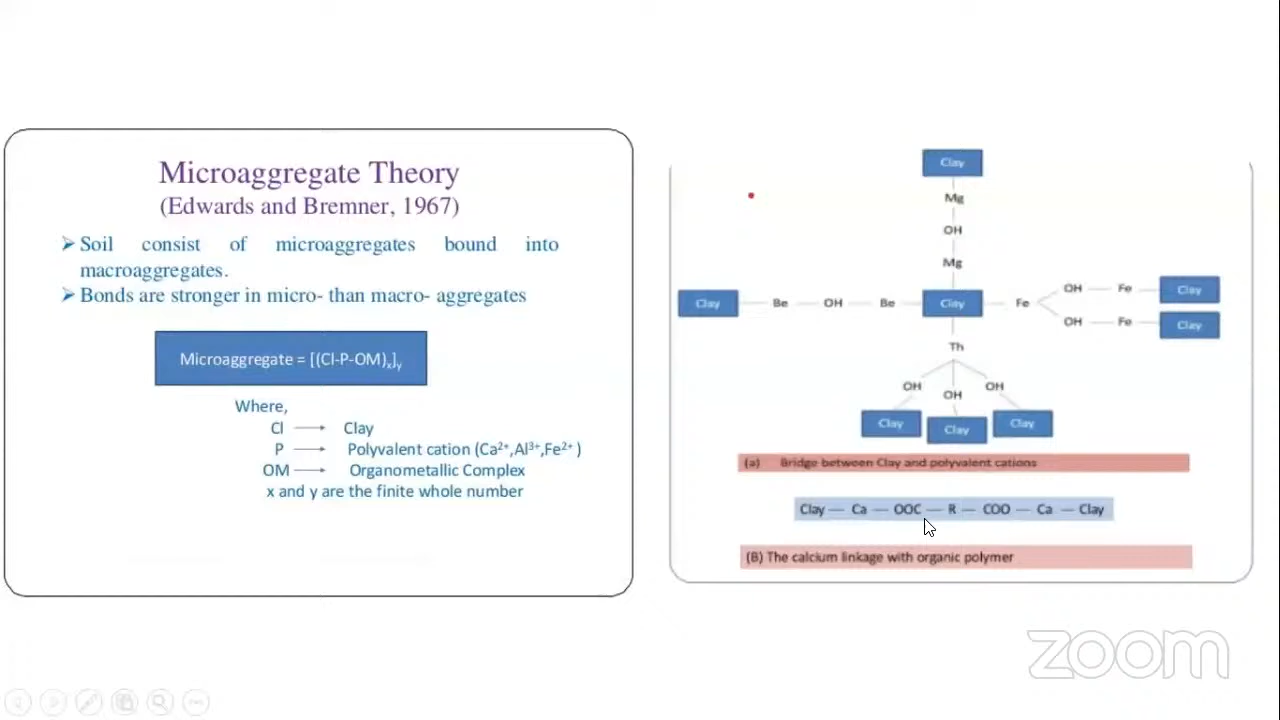 Microaggregate Theory
(Edwards and Bremner, 1967)
➢ Soil consist of microaggregates bound into
macroaggregates.
➢ Bonds are stronger in micro- than macro- aggregates
Microaggregate = [(Cl-P-OM)ₓ]ᵧ
Where,
Cl → Clay
P → Polyvalent cation (Ca²⁺,Al³⁺,Fe²⁺ )
OM → Organometallic Complex
x and y are the finite whole number
Clay
Mg
OH
Mg
Clay — Be — OH — Be — Clay — Fe
OH — Fe — Clay
OH — Fe — Clay
Th
OH OH OH
Clay Clay Clay
(a) Bridge between Clay and polyvalent cations
Clay — Ca — OOC — R — COO — Ca — Clay
(B) The calcium linkage with organic polymer
zoom